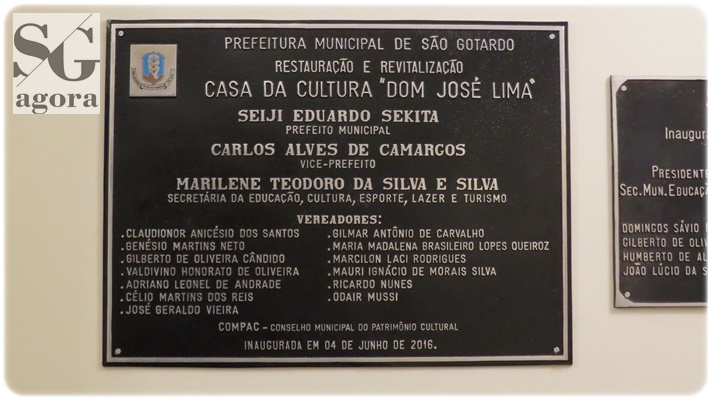 SG
agora
PREFEITURA MUNICIPAL DE SÃO GOTARDO
RESTAURAÇÃO E REVITALIZAÇÃO
CASA DA CULTURA "DOM JOSÉ LIMA"
SEIJI EDUARDO SEKITA
PREFEITO MUNICIPAL
CARLOS ALVES DE CAMARGOS
VICE-PREFEITO
MARILENE TEODORO DA SILVA E SILVA
SECRETÁRIA DA EDUCAÇÃO, CULTURA, ESPORTE, LAZER E TURISMO
VEREADORES:
.CLAUDIONOR ANICÉSIO DOS SANTOS
.GENÉSIO MARTINS NETO
.GILBERTO DE OLIVEIRA CÂNDIDO
.VALDIVINO HONORATO DE OLIVEIRA
.ADRIANO LEONEL DE ANDRADE
.CÉLIO MARTINS DOS REIS
.JOSÉ GERALDO VIEIRA
.GILMAR ANTÔNIO DE CARVALHO
.MARIA MADALENA BRASILEIRO LOPES QUEIROZ
.MARCILON LACI RODRIGUES
.MAURI IGNÁCIO DE MORAIS SILVA
.RICARDO NUNES
.ODAIR MUSSI
COMPAC - CONSELHO MUNICIPAL DO PATRIMÔNIO CULTURAL
INAUGURADA EM 04 DE JUNHO DE 2016.
Inaugura
PRESIDENTE
SEC. MUN. EDUCAÇ
DOMINGOS SÁVIO
GILBERTO DE OLIV
HUMBERTO DE AL
JOÃO LÚCIO DA S